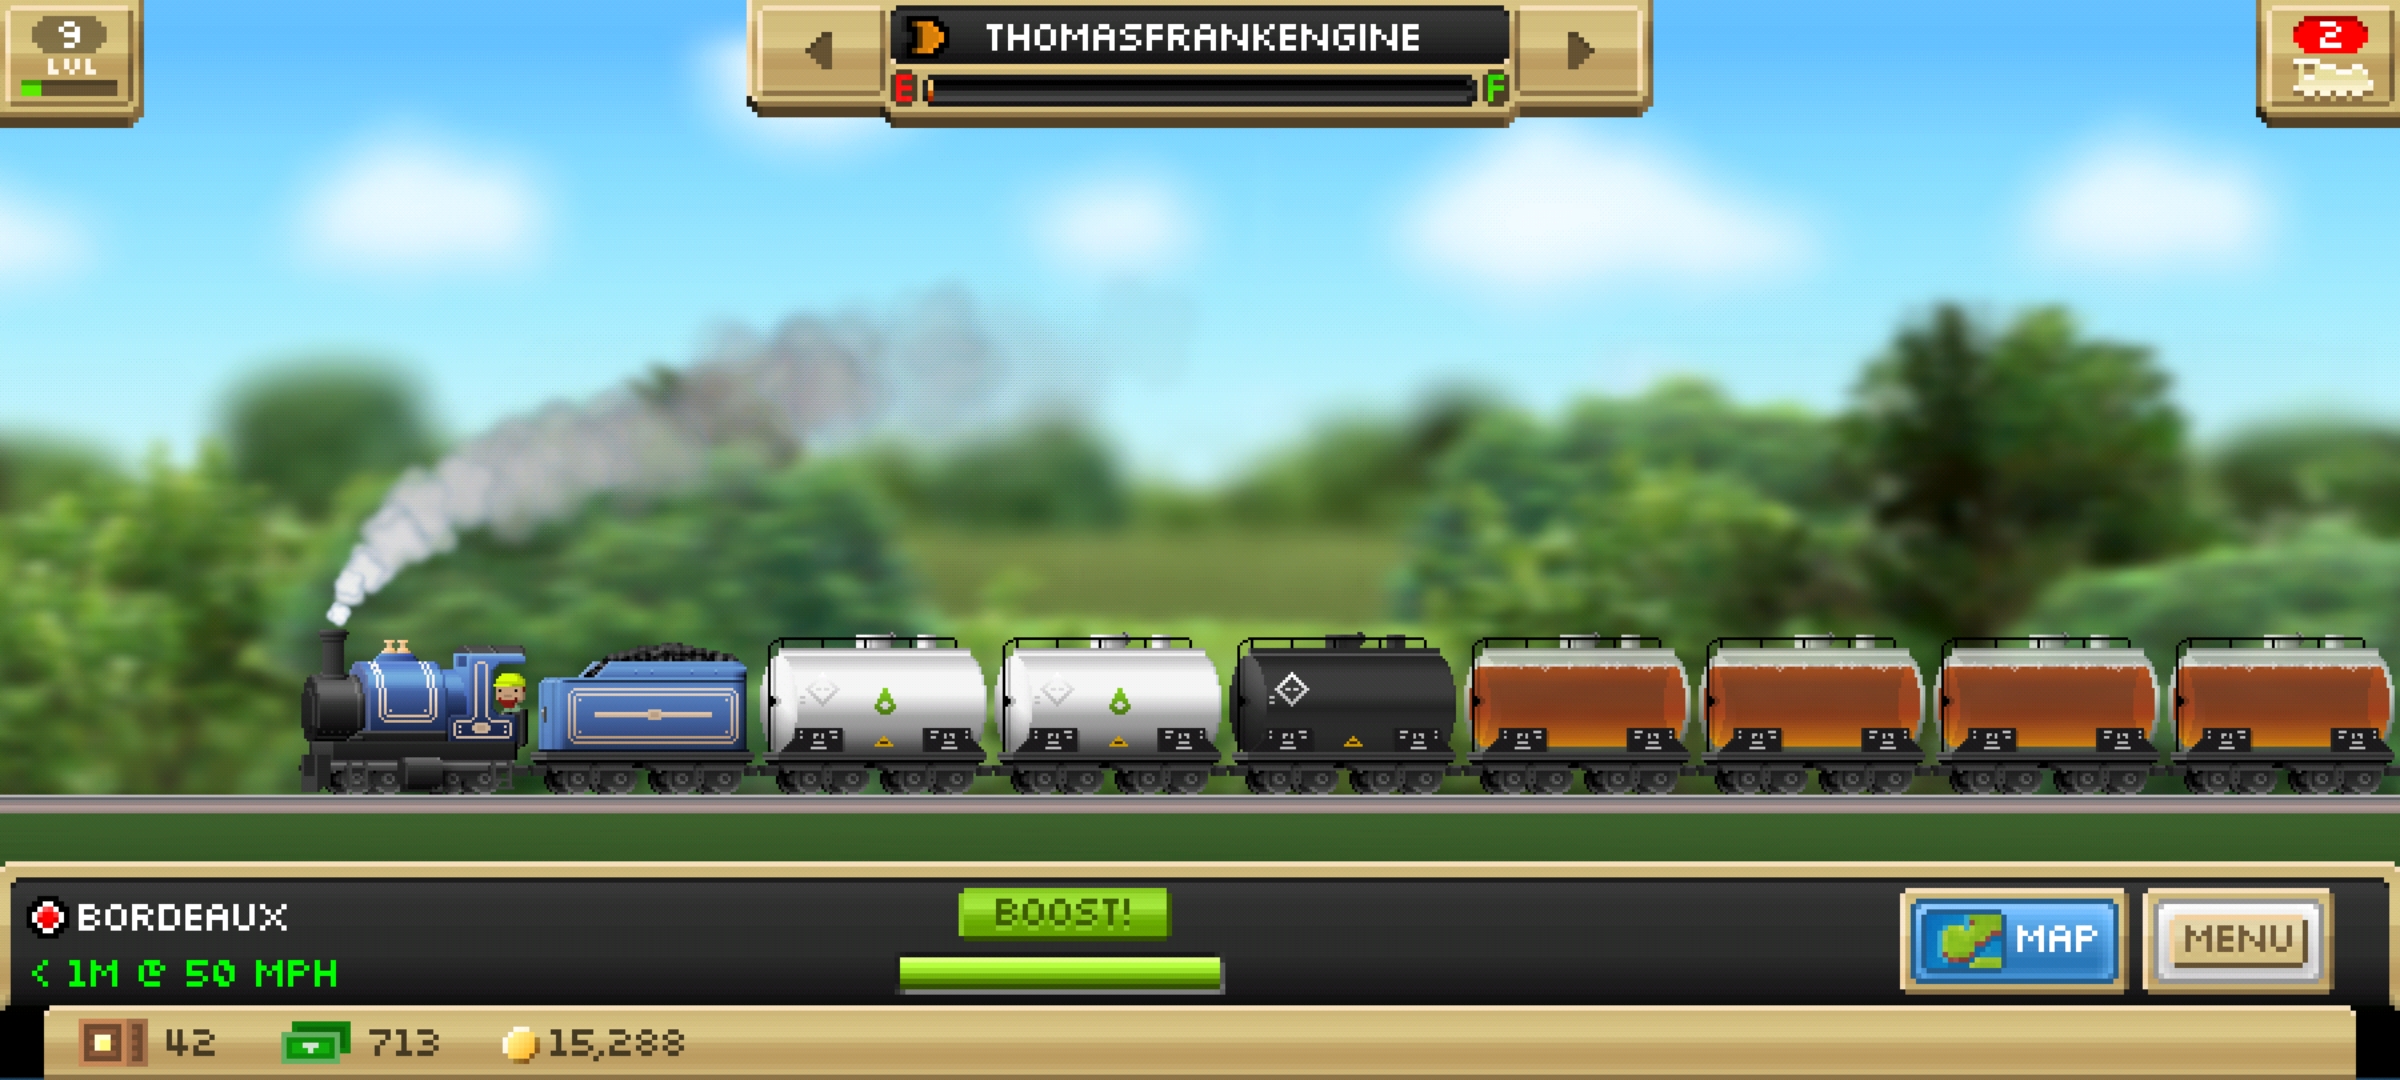 9
LVL
THOMASFRANKENGINE
E F
2
BORDEAUX
< 1M @ 50 MPH
BOOST!
MAP
MENU
42
713
15,288